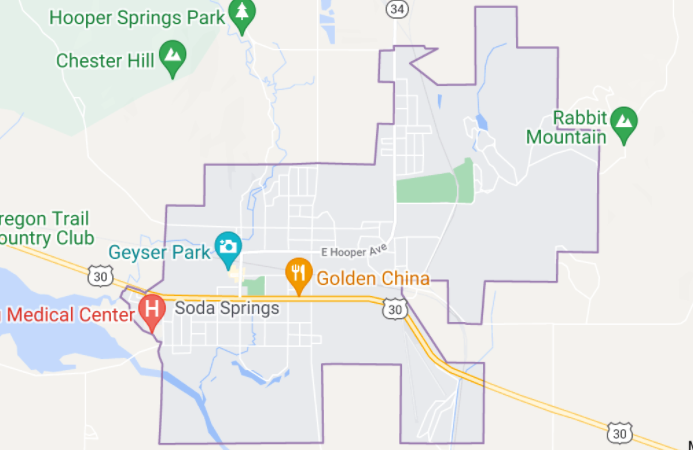 34
Hooper Springs Park
Chester Hill
Rabbit
Mountain
regon Trail
ountry Club
Geyser Park
E Hooper Ave
30
Golden China
Medical Center
H
Soda Springs
30
30